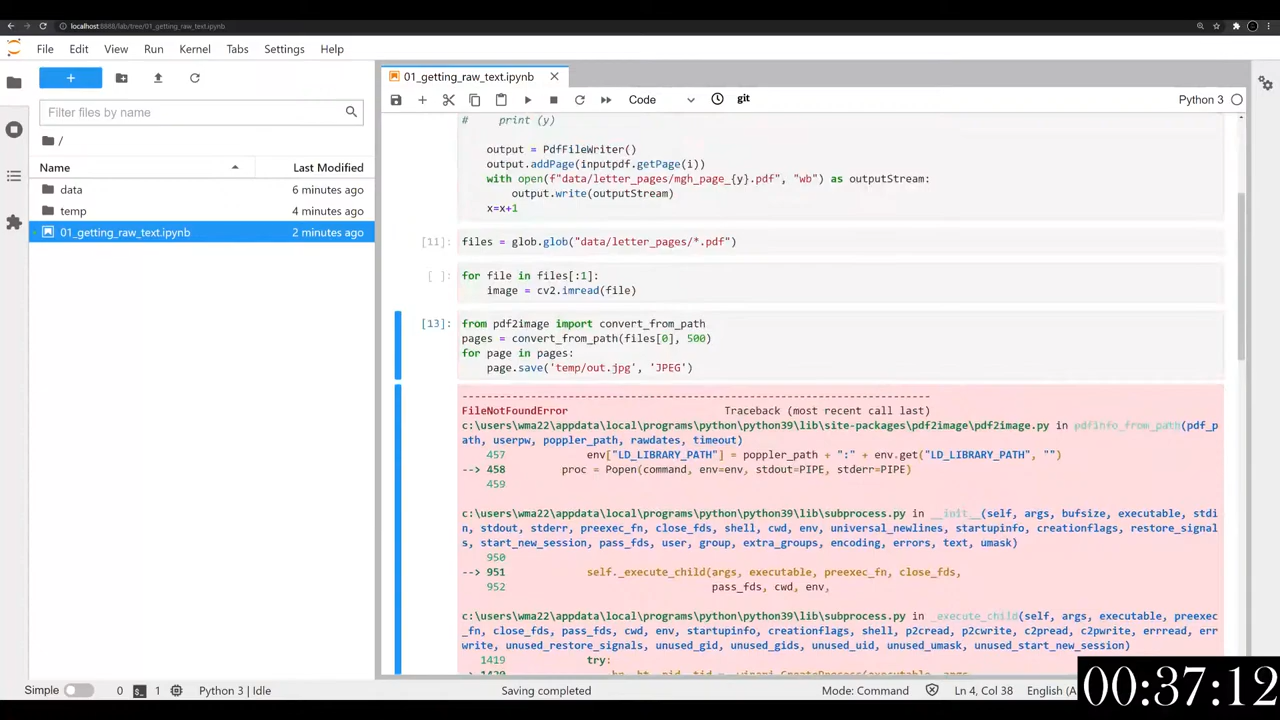 localhost:8888/lab/tree/01_getting_raw_text.ipynb
File Edit View Run Kernel Tabs Settings Help
+
Filter files by name
/
Name Last Modified
data 6 minutes ago
temp 4 minutes ago
01_getting_raw_text.ipynb 2 minutes ago
01_getting_raw_text.ipynb
Code git Python 3
# print (y)
output = PdfFileWriter()
output.addPage(inputpdf.getPage(i))
with open(f"data/letter_pages/mgh_page_{y}.pdf", "wb") as outputStream:
output.write(outputStream)
x=x+1
[11]: files = glob.glob("data/letter_pages/*.pdf")
[ ]: for file in files[:1]:
image = cv2.imread(file)
[13]: from pdf2image import convert_from_path
pages = convert_from_path(files[0], 500)
for page in pages:
page.save('temp/out.jpg', 'JPEG')
---------------------------------------------------------------------------
FileNotFoundError Traceback (most recent call last)
c:\users\wma22\appdata\local\programs\python\python39\lib\site-packages\pdf2image\pdf2image.py in pdfinfo_from_path(pdf_p
ath, userpw, poppler_path, rawdates, timeout)
457 env["LD_LIBRARY_PATH"] = poppler_path + ":" + env.get("LD_LIBRARY_PATH", "")
--> 458 proc = Popen(command, env=env, stdout=PIPE, stderr=PIPE)
459
c:\users\wma22\appdata\local\programs\python\python39\lib\subprocess.py in __init__(self, args, bufsize, executable, stdi
n, stdout, stderr, preexec_fn, close_fds, shell, cwd, env, universal_newlines, startupinfo, creationflags, restore_signal
s, start_new_session, pass_fds, user, group, extra_groups, encoding, errors, text, umask)
950
--> 951 self._execute_child(args, executable, preexec_fn, close_fds,
952 pass_fds, cwd, env,
c:\users\wma22\appdata\local\programs\python\python39\lib\subprocess.py in _execute_child(self, args, executable, preexec
_fn, close_fds, pass_fds, cwd, env, startupinfo, creationflags, shell, p2cread, p2cwrite, c2pread, c2pwrite, errread, err
write, unused_restore_signals, unused_gid, unused_gids, unused_uid, unused_umask, unused_start_new_session)
1419 try:
Simple 0 1 Python 3 | Idle Saving completed Mode: Command Ln 4, Col 38 English (A
00:37:12